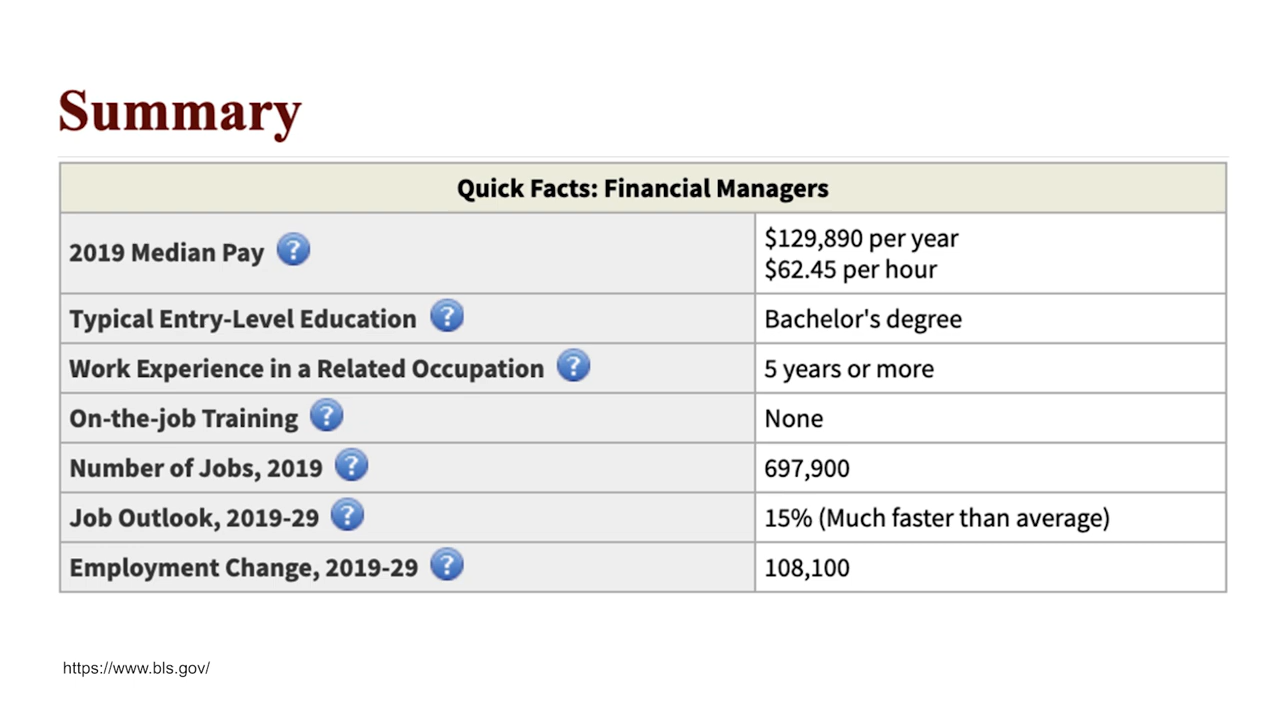 Summary
Quick Facts: Financial Managers
2019 Median Pay ?
$129,890 per year
$62.45 per hour
Typical Entry-Level Education ?
Bachelor's degree
Work Experience in a Related Occupation ?
5 years or more
On-the-job Training ?
None
Number of Jobs, 2019 ?
697,900
Job Outlook, 2019-29 ?
15% (Much faster than average)
Employment Change, 2019-29 ?
108,100
https://www.bls.gov/